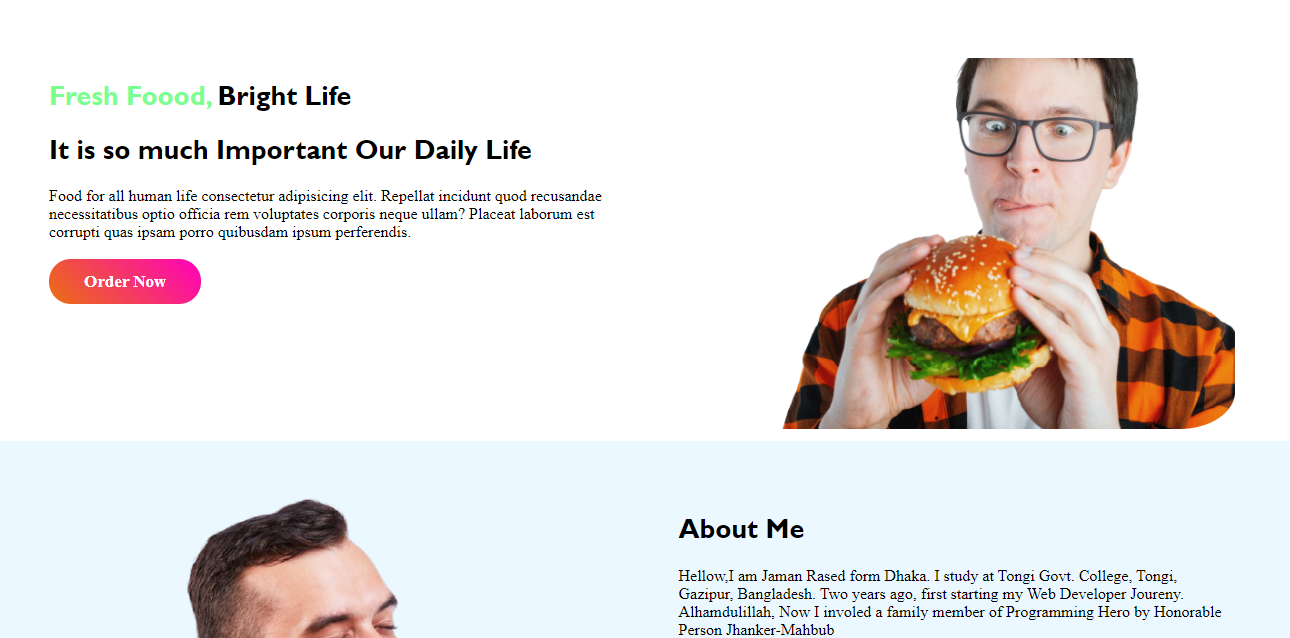 Fresh Foood, Bright Life
It is so much Important Our Daily Life
Food for all human life consectetur adipisicing elit. Repellat incidunt quod recusandae
necessitatibus optio officia rem voluptates corporis neque ullam? Placeat laborum est
corrupti quas ipsam porro quibusdam ipsum perferendis.
Order Now
About Me
Hellow,I am Jaman Rased form Dhaka. I study at Tongi Govt. College, Tongi,
Gazipur, Bangladesh. Two years ago, first starting my Web Developer Joureny.
Alhamdulillah, Now I involed a family member of Programming Hero by Honorable
Person Jhanker-Mahbub